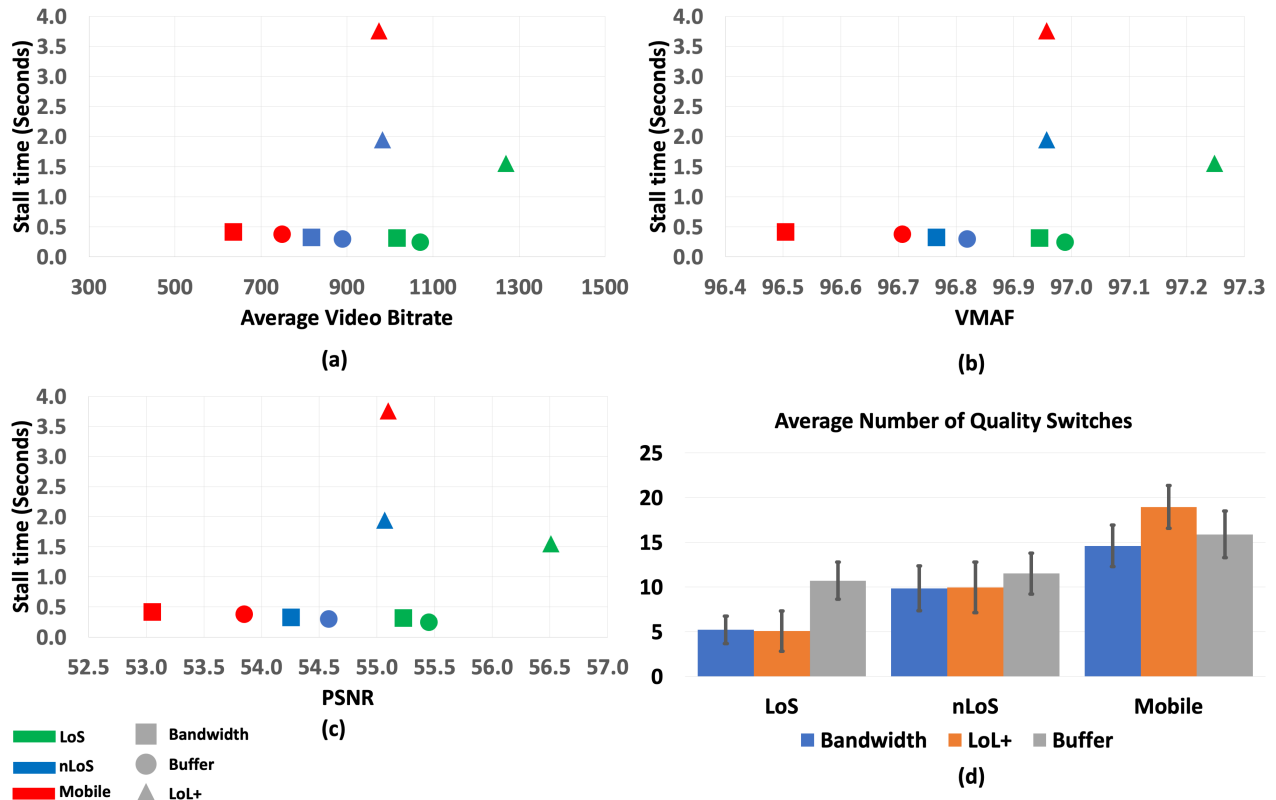 4.0
3.5
3.0
2.5
2.0
1.5
1.0
0.5
0.0
Stall time (Seconds)
300 500 700 900 1100 1300 1500
Average Video Bitrate
(a)
4.0
3.5
3.0
2.5
2.0
1.5
1.0
0.5
0.0
Stall time (Seconds)
96.4 96.5 96.6 96.7 96.8 96.9 97.0 97.1 97.2 97.3
VMAF
(b)
4.0
3.5
3.0
2.5
2.0
1.5
1.0
0.5
0.0
Stall time (Seconds)
52.5 53.0 53.5 54.0 54.5 55.0 55.5 56.0 56.5 57.0
PSNR
(c)
LoS
nLoS
Mobile
Bandwidth
Buffer
LoL+
Average Number of Quality Switches
25
20
15
10
5
0
LoS nLoS Mobile
Bandwidth LoL+ Buffer
(d)